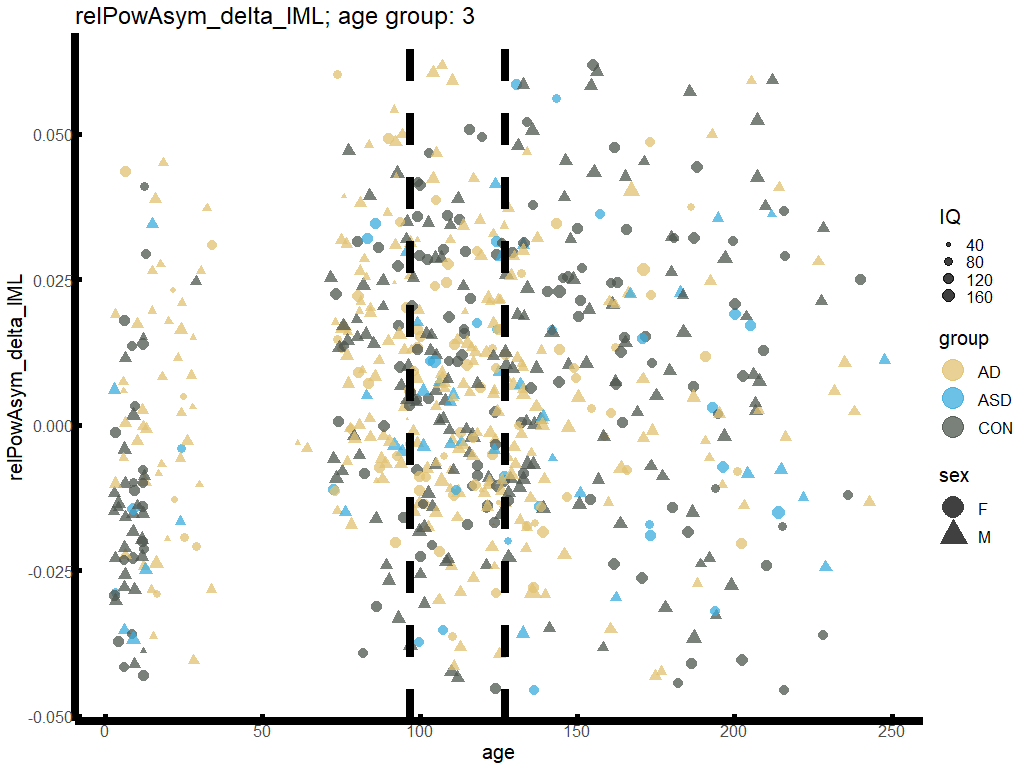 relPowAsym_delta_IML; age group: 3
relPowAsym_delta_IML
0.050
0.025
0.000
-0.025
-0.050
0
50
100
150
200
250
age
IQ
40
80
120
160
group
AD
ASD
CON
sex
F
M